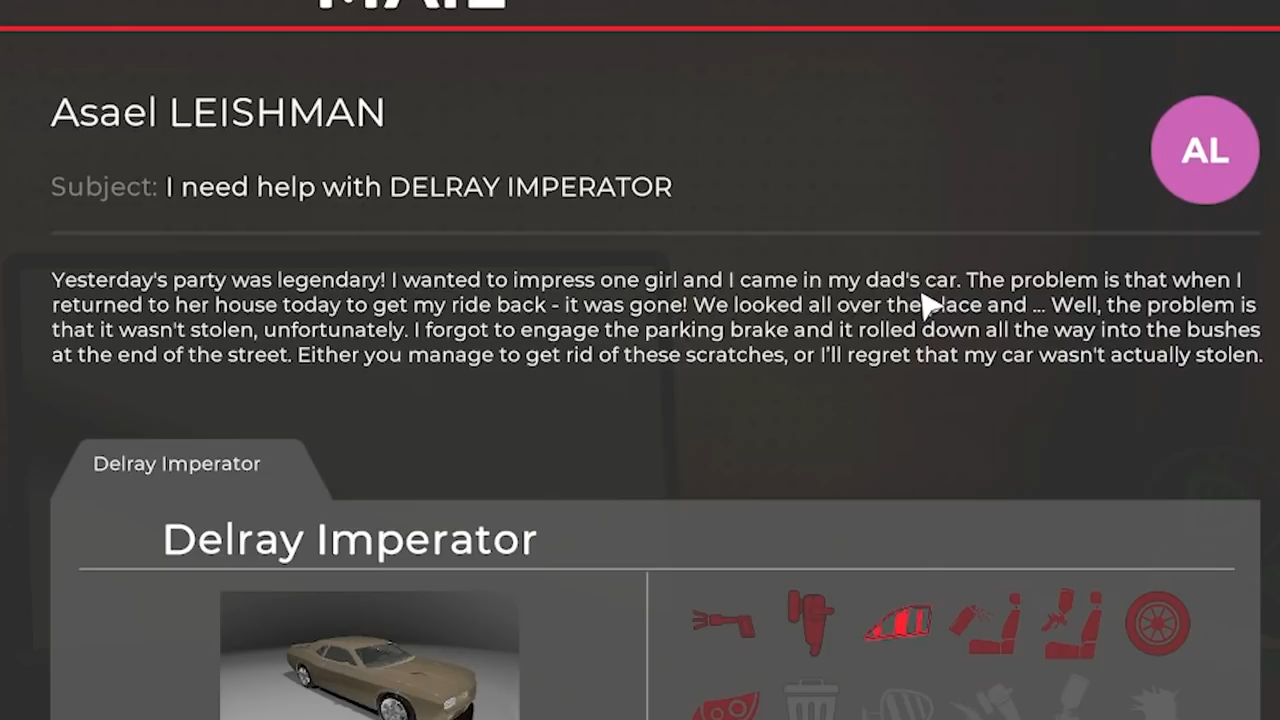 MAIL
Asael LEISHMAN
AL
Subject: I need help with DELRAY IMPERATOR
Yesterday's party was legendary! I wanted to impress one girl and I came in my dad's car. The problem is that when I
returned to her house today to get my ride back - it was gone! We looked all over the place and ... Well, the problem is
that it wasn't stolen, unfortunately. I forgot to engage the parking brake and it rolled down all the way into the bushes
at the end of the street. Either you manage to get rid of these scratches, or I'll regret that my car wasn't actually stolen.
Delray Imperator
Delray Imperator